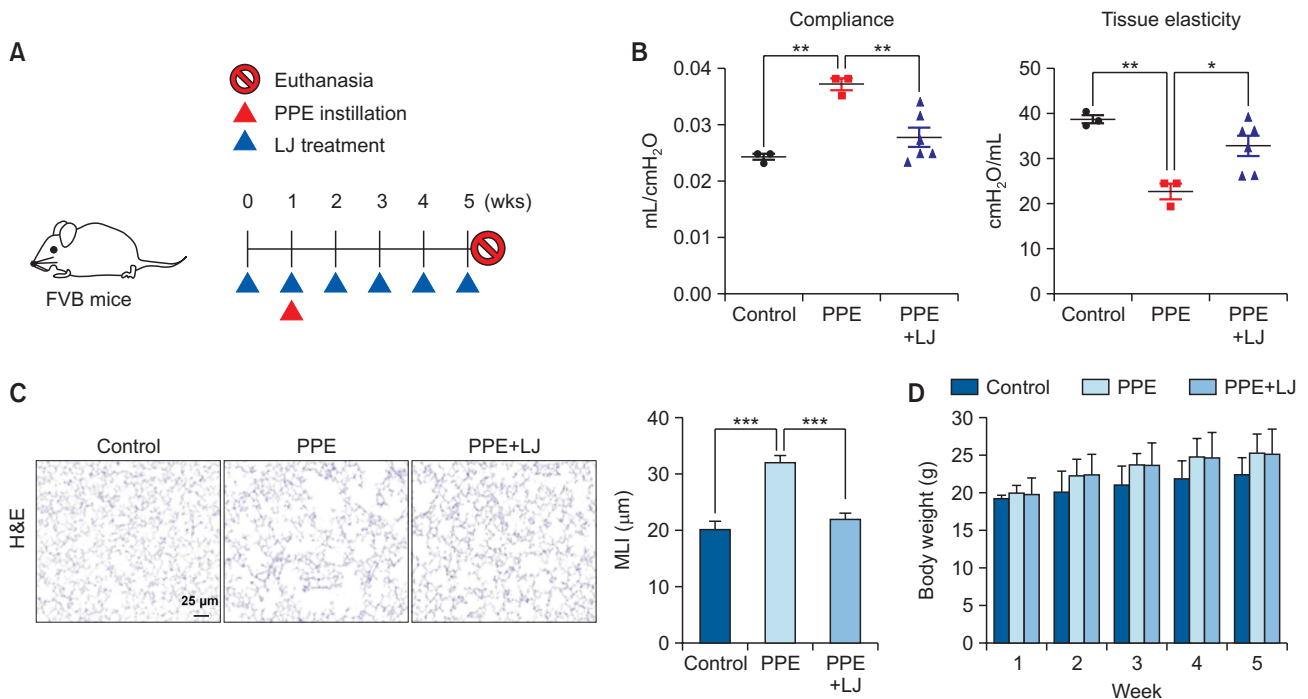 A
Euthanasia
PPE instillation
LJ treatment
0 1 2 3 4 5 (wks)
FVB mice
B
Compliance
** **
mL/cmH₂O
0.04
0.03
0.02
0.01
0.00
Control PPE PPE
+LJ
Tissue elasticity
** *
cmH₂O/mL
50
40
30
20
10
0
Control PPE PPE
+LJ
C
Control PPE PPE+LJ
H&E
25 µm
*** ***
MLI (µm)
40
30
20
10
0
Control PPE PPE
+LJ
D
Control PPE PPE+LJ
Body weight (g)
30
25
20
15
10
5
0
1 2 3 4 5
Week